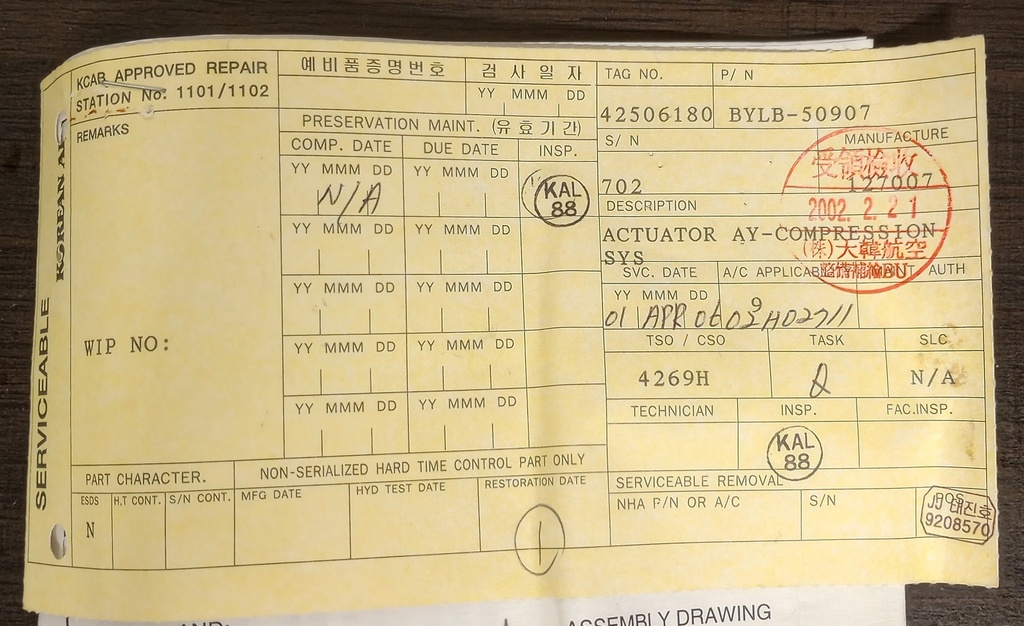 SERVICEABLE
KCAB APPROVED REPAIR
STATION No: 1101/1102
REMARKS
WIP NO:
예비품증명번호
검사일자
YY MMM DD
PRESERVATION MAINT. (유효기간)
COMP. DATE DUE DATE INSP.
YY MMM DD YY MMM DD
N/A
KAL
88
YY MMM DD YY MMM DD
YY MMM DD YY MMM DD
YY MMM DD YY MMM DD
YY MMM DD YY MMM DD
TAG NO. P/ N
42506180 BYLB-50907
S/ N MANUFACTURE
702 127007
受領檢收
2002. 2. 21
(株)大韓航空
DESCRIPTION
ACTUATOR AY-COMPRESSION
SYS
SVC. DATE A/C AUTH
YY MMM DD
01 APR 06
TSO / CSO TASK SLC
4269H N/A
TECHNICIAN INSP. FAC.INSP.
KAL
88
PART CHARACTER. NON-SERIALIZED HARD TIME CONTROL PART ONLY
ESDS H.T CONT. S/N CONT. MFG DATE HYD TEST DATE RESTORATION DATE
N
1
SERVICEABLE REMOVAL
NHA P/N OR A/C S/N POS
JJ 태진호
9208570
ASSEMBLY DRAWING